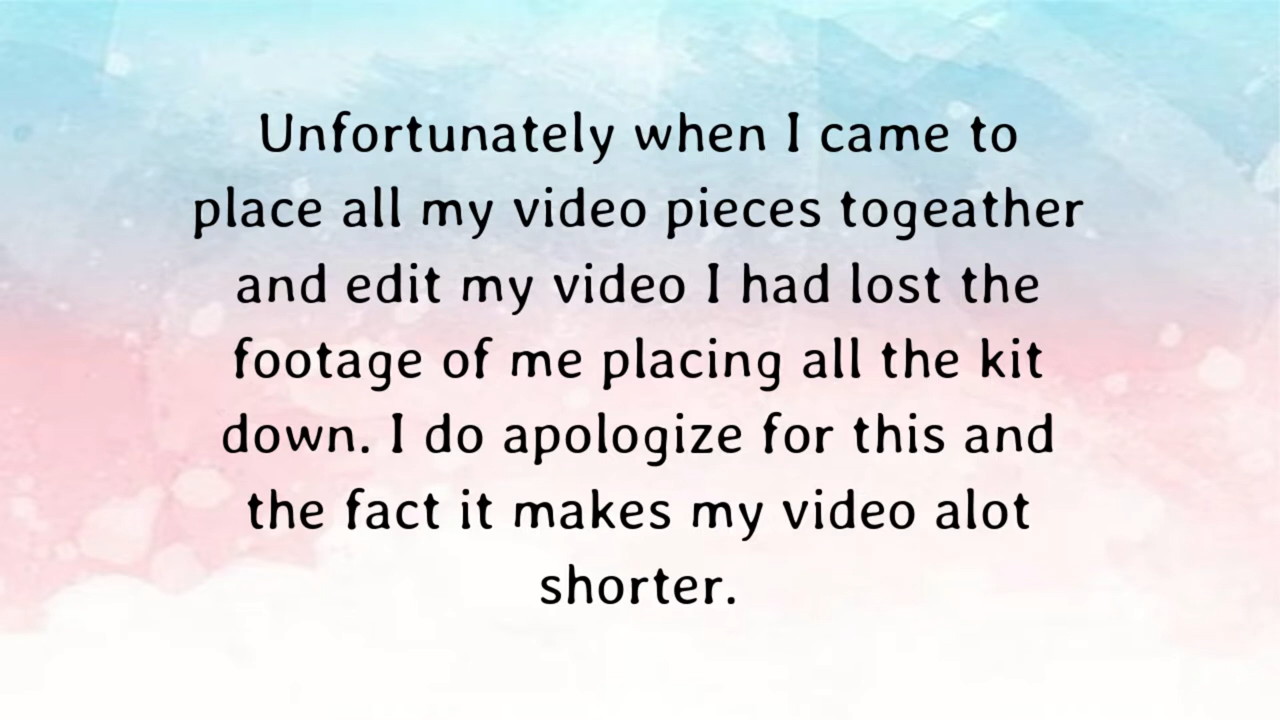 Unfortunately when I came to
place all my video pieces togeather
and edit my video I had lost the
footage of me placing all the kit
down. I do apologize for this and
the fact it makes my video alot
shorter.